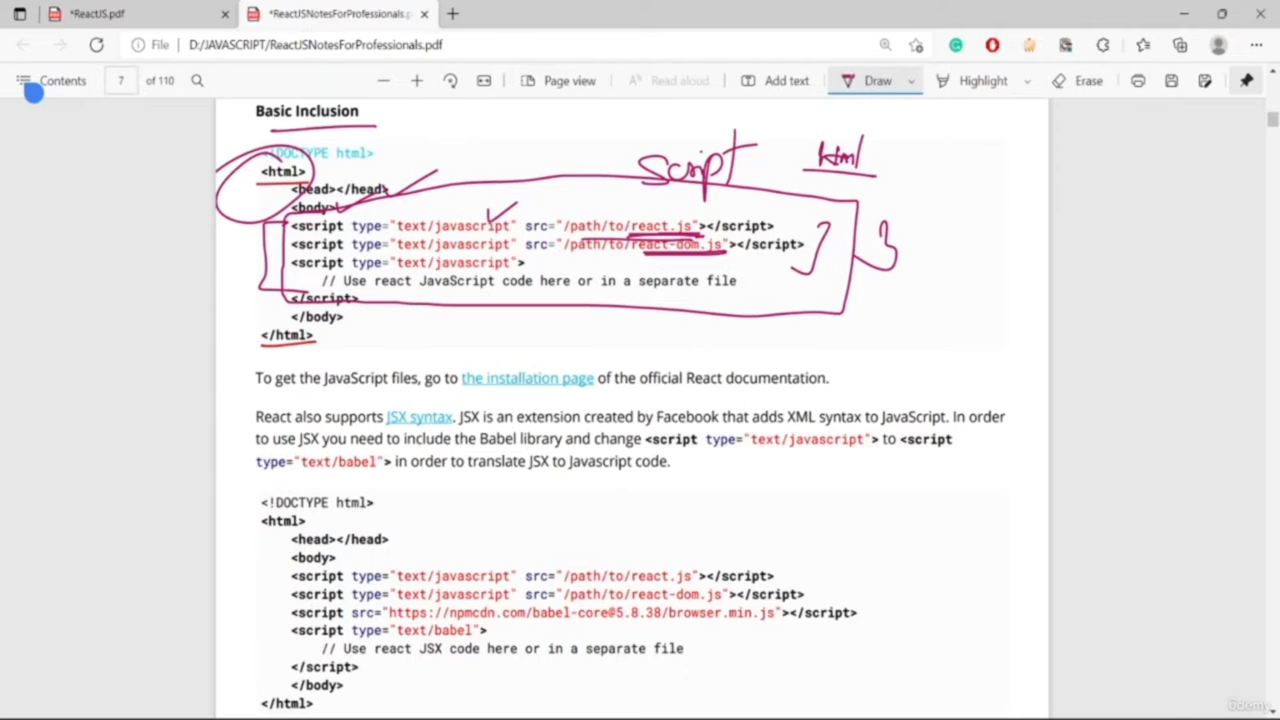 *ReactJS.pdf
*ReactJSNotesForProfessionals.p
File D:/JAVASCRIPT/ReactJSNotesForProfessionals.pdf
Contents 7 of 110 Page view Read aloud Add text Draw Highlight Erase
Basic Inclusion
<!DOCTYPE html>
<html>
<head></head>
<body>
<script type="text/javascript" src="/path/to/react.js"></script>
<script type="text/javascript" src="/path/to/react-dom.js"></script>
<script type="text/javascript">
// Use react JavaScript code here or in a separate file
</script>
</body>
</html>
Script html
3
To get the JavaScript files, go to the installation page of the official React documentation.
React also supports JSX syntax. JSX is an extension created by Facebook that adds XML syntax to JavaScript. In order
to use JSX you need to include the Babel library and change <script type="text/javascript"> to <script
type="text/babel"> in order to translate JSX to Javascript code.
<!DOCTYPE html>
<html>
<head></head>
<body>
<script type="text/javascript" src="/path/to/react.js"></script>
<script type="text/javascript" src="/path/to/react-dom.js"></script>
<script src="https://npmcdn.com/babel-core@5.8.38/browser.min.js"></script>
<script type="text/babel">
// Use react JSX code here or in a separate file
</script>
</body>
</html>
ûdemy